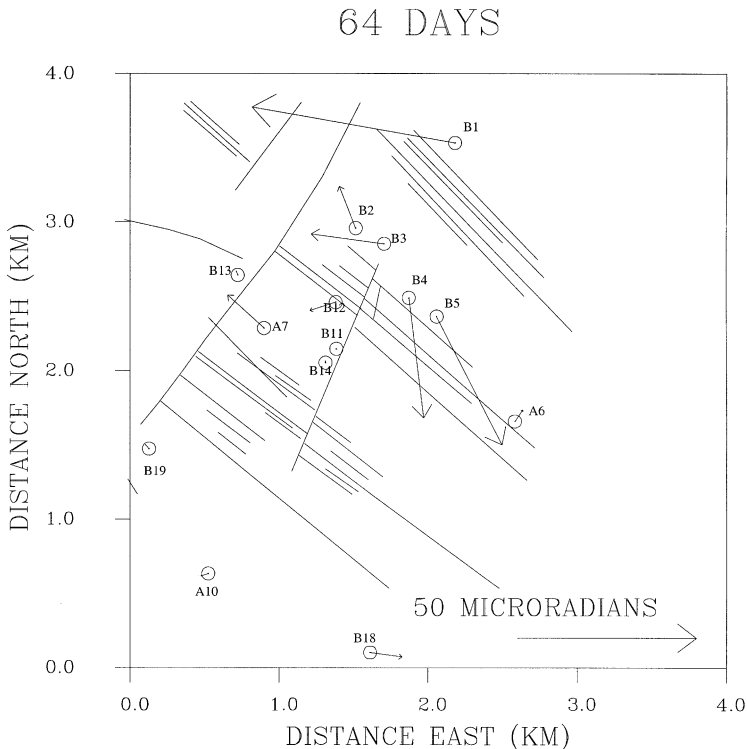 64 DAYS
4.0
B1
3.0
B2
B3
B13
B4
B5
B12
A7
B11
2.0
B14
A6
B19
1.0
A10
50 MICRORADIANS
B18
0.0
0.0 1.0 2.0 3.0 4.0
DISTANCE EAST (KM)
DISTANCE NORTH (KM)